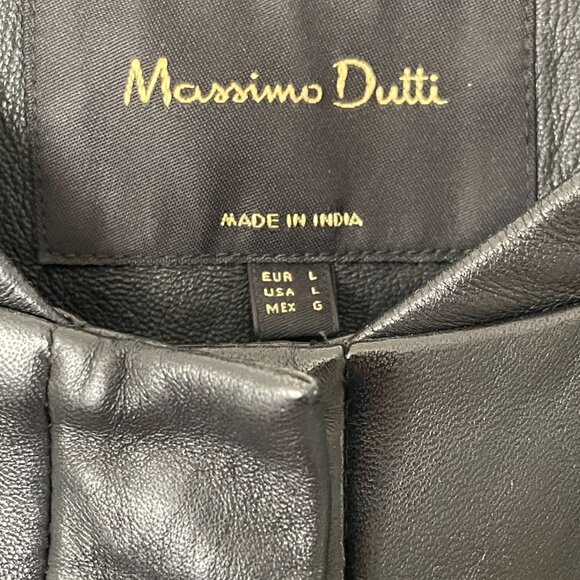 Massimo Dutti
MADE IN INDIA
EUR L
USA L
MEX G